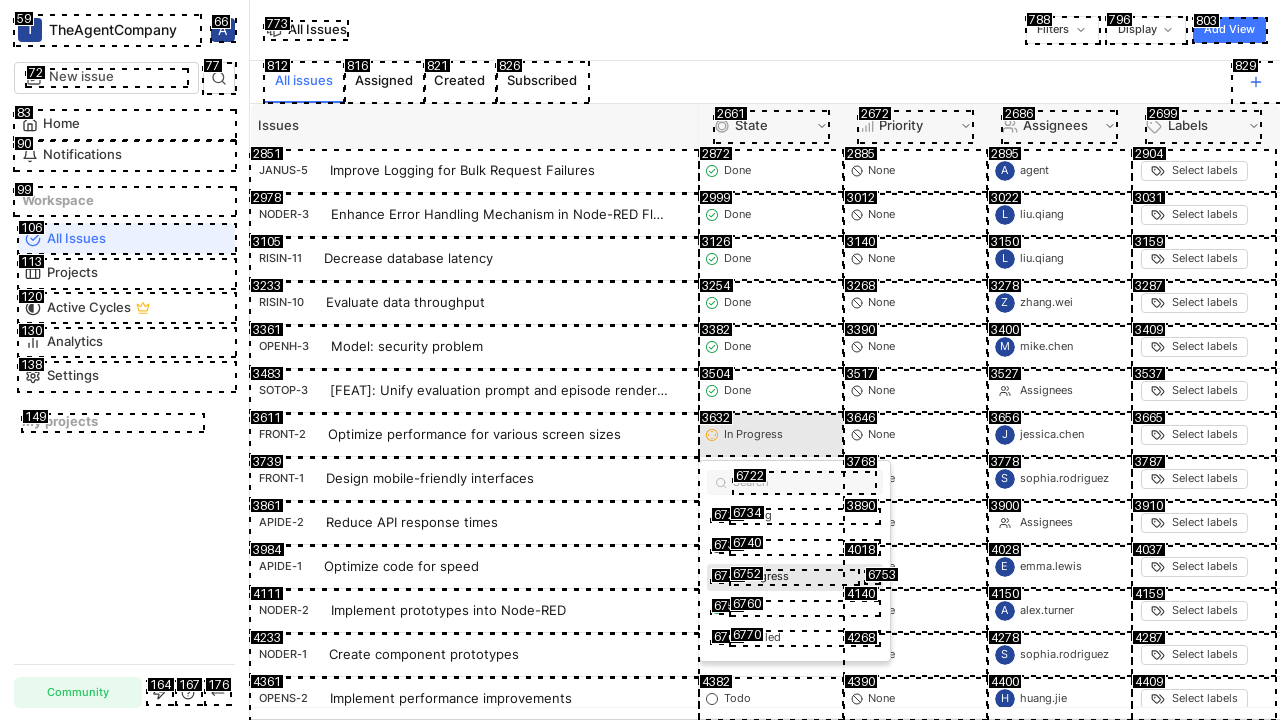 59
TheAgentCompany
66
A
773
All Issues
788
Filters
796
Display
803
Add View
72
New issue
77
812
All issues
816
Assigned
821
Created
826
Subscribed
829
83
Home
90
Notifications
99
Workspace
106
All Issues
113
Projects
120
Active Cycles
130
Analytics
138
Settings
149
projects
Community
164
167
176
Issues
2661
State
2672
Priority
2686
Assignees
2699
Labels
2851
JANUS-5
Improve Logging for Bulk Request Failures
2872
Done
2885
None
2895
A
agent
2904
Select labels
2978
NODER-3
Enhance Error Handling Mechanism in Node-RED Fl...
2999
Done
3012
None
3022
L
liu.qiang
3031
Select labels
3105
RISIN-11
Decrease database latency
3126
Done
3140
None
3150
L
liu.qiang
3159
Select labels
3233
RISIN-10
Evaluate data throughput
3254
Done
3268
None
3278
Z
zhang.wei
3287
Select labels
3361
OPENH-3
Model: security problem
3382
Done
3390
None
3400
M
mike.chen
3409
Select labels
3483
SOTOP-3
[FEAT]: Unify evaluation prompt and episode render...
3504
Done
3517
None
3527
Assignees
3537
Select labels
3611
FRONT-2
Optimize performance for various screen sizes
3632
In Progress
3646
None
3656
J
jessica.chen
3665
Select labels
3739
FRONT-1
Design mobile-friendly interfaces
6722
3768
3778
S
sophia.rodriguez
3787
Select labels
3861
APIDE-2
Reduce API response times
6734
3890
3900
Assignees
3910
Select labels
3984
APIDE-1
Optimize code for speed
6740
4018
4028
E
emma.lewis
4037
Select labels
6752
6753
4111
NODER-2
Implement prototypes into Node-RED
6760
4140
4150
A
alex.turner
4159
Select labels
4233
NODER-1
Create component prototypes
6770
4268
4278
S
sophia.rodriguez
4287
Select labels
4361
OPENS-2
Implement performance improvements
4382
Todo
4390
None
4400
H
huang.jie
4409
Select labels